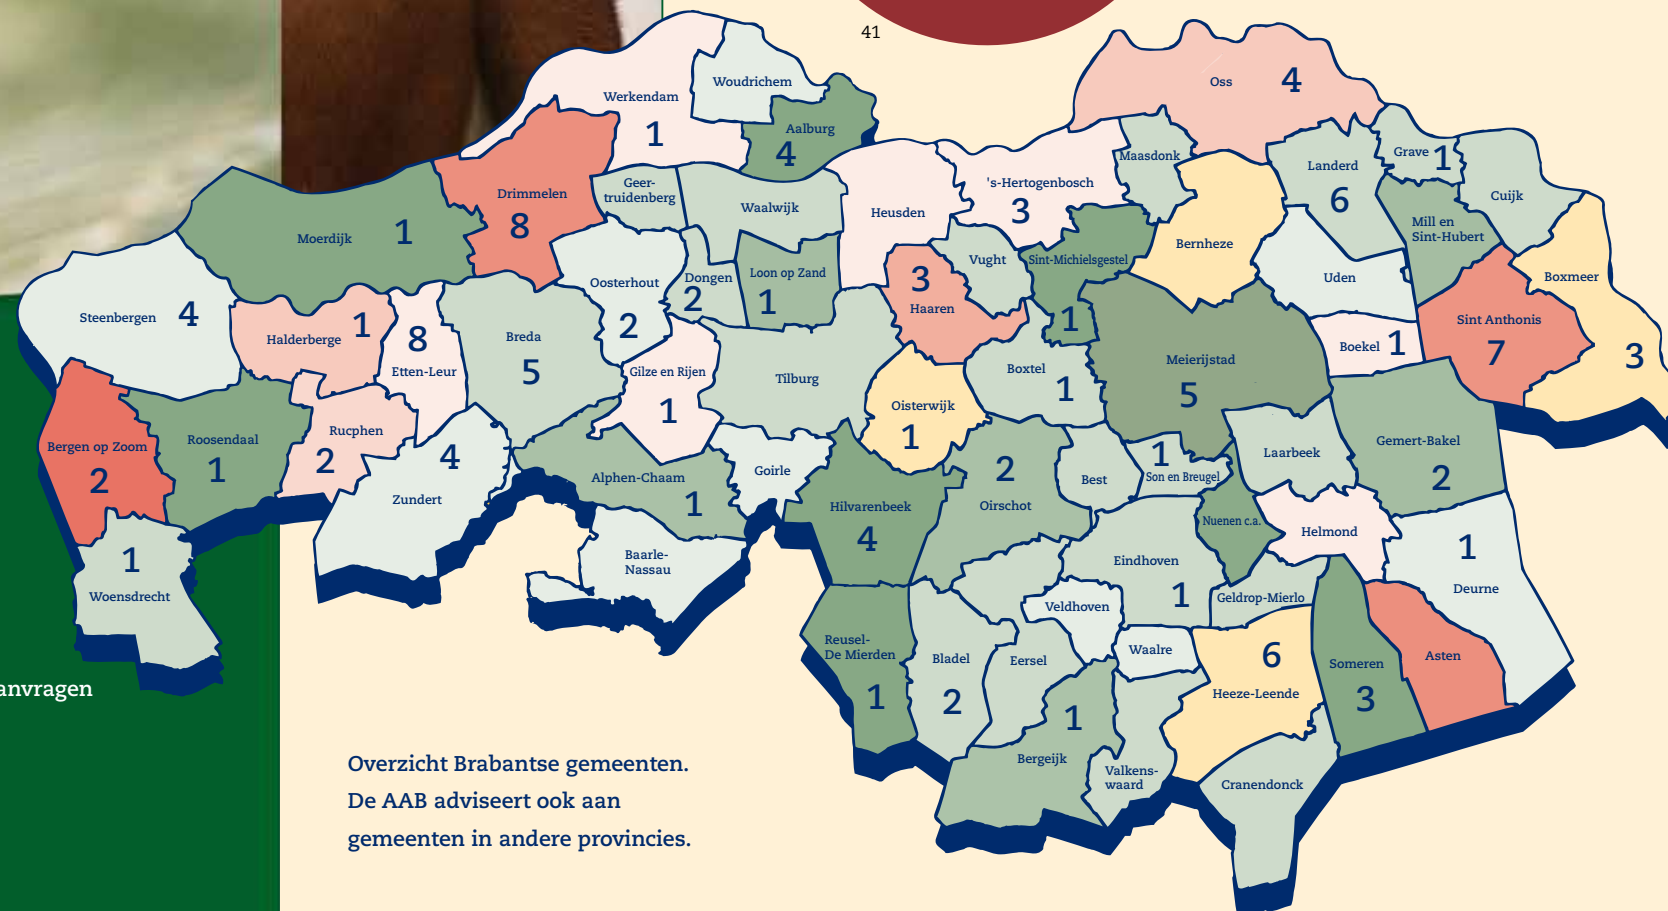 41
Oss 4
Woudrichem
Werkendam
1
Aalburg
4
Maasdonk
Grave 1
Landerd
6
Cuijk
Geer-
truidenberg
Drimmelen
8
Waalwijk
Heusden
's-Hertogenbosch
3
Mill en
Sint-Hubert
Moerdijk 1
Bernheze
Vught
Sint-Michielsgestel
1
Uden
Boxmeer
3
Oosterhout
2
Dongen
2
Loon op Zand
1
3
Haaren
Steenbergen 4
Halderberge 1
8
Etten-Leur
Breda
5
Gilze en Rijen
1
Tilburg
Boxtel
1
Meierijstad
5
Boekel 1
Sint Anthonis
7
Oisterwijk
1
Bergen op Zoom
2
Roosendaal
1
Rucphen
2
4
Zundert
Alphen-Chaam
1
Goirle
Hilvarenbeek
4
2
Oirschot
Best
1
Son en Breugel
Laarbeek
Gemert-Bakel
2
Nuenen c.a.
Helmond
1
Deurne
1
Woensdrecht
Baarle-
Nassau
Eindhoven
1
Geldrop-Mierlo
Veldhoven
Reusel-
De Mierden
1
Bladel
2
Eersel
Waalre
6
Heeze-Leende
Someren
3
Asten
1
Bergeijk
Valkens-
waard
Cranendonck
anvragen
Overzicht Brabantse gemeenten.
De AAB adviseert ook aan
gemeenten in andere provincies.